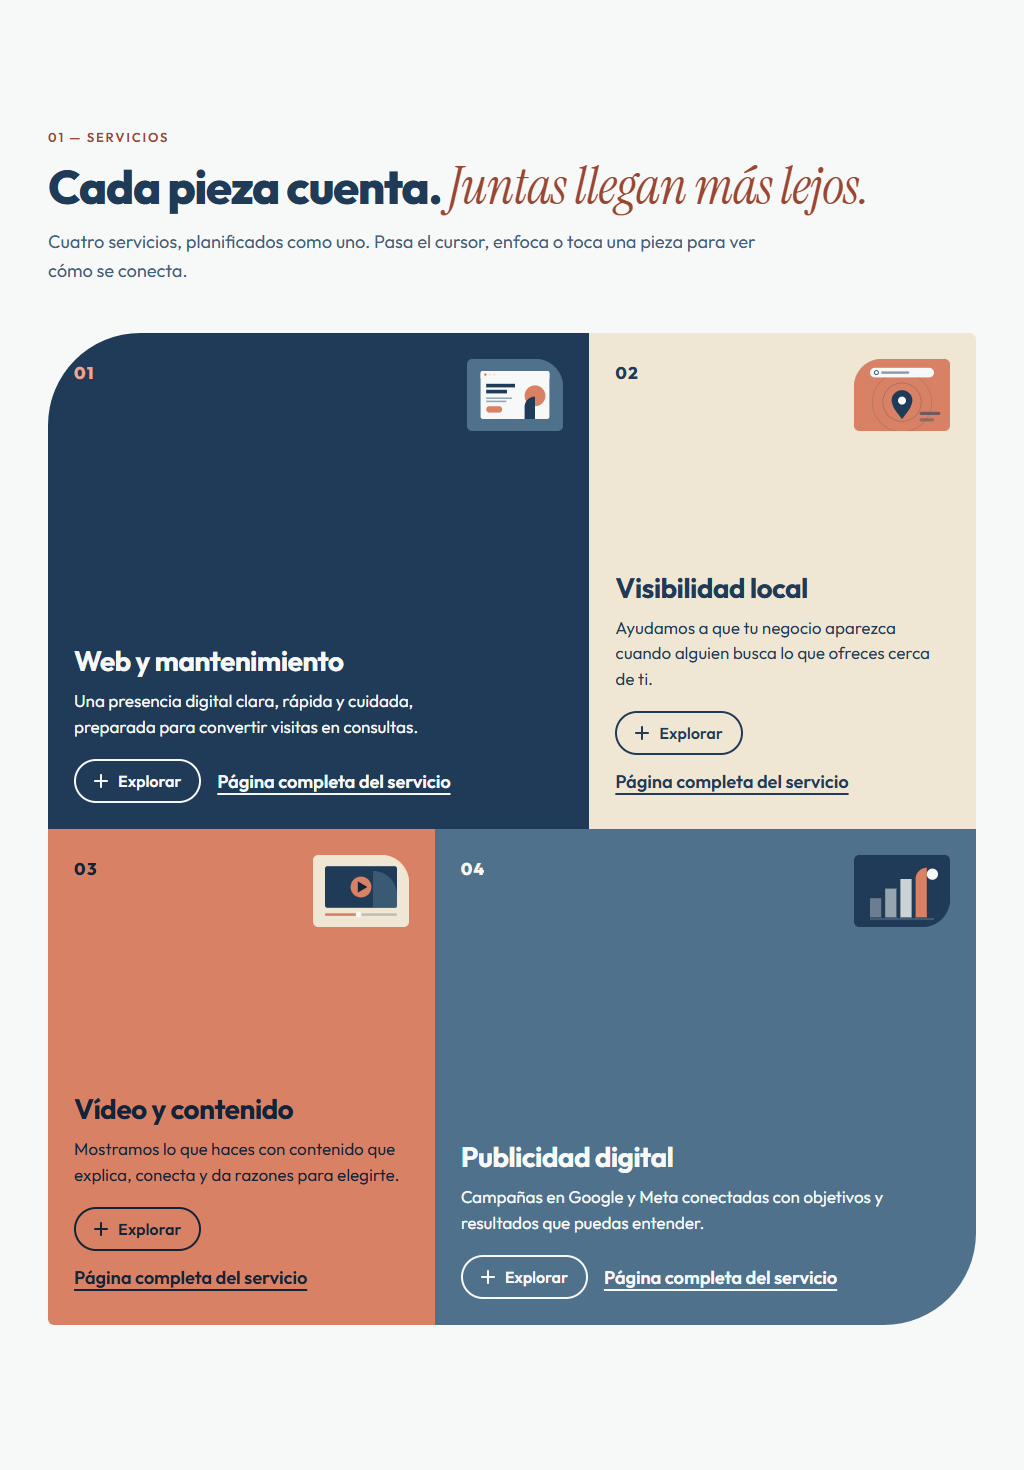 01 — SERVICIOS
Cada pieza cuenta. Juntas llegan más lejos.
Cuatro servicios, planificados como uno. Pasa el cursor, enfoca o toca una pieza para ver
cómo se conecta.
01
Web y mantenimiento
Una presencia digital clara, rápida y cuidada,
preparada para convertir visitas en consultas.
Explorar
Página completa del servicio
02
Visibilidad local
Ayudamos a que tu negocio aparezca
cuando alguien busca lo que ofreces cerca
de ti.
Explorar
Página completa del servicio
03
Vídeo y contenido
Mostramos lo que haces con contenido que
explica, conecta y da razones para elegirte.
Explorar
Página completa del servicio
04
Publicidad digital
Campañas en Google y Meta conectadas con objetivos y
resultados que puedas entender.
Explorar
Página completa del servicio